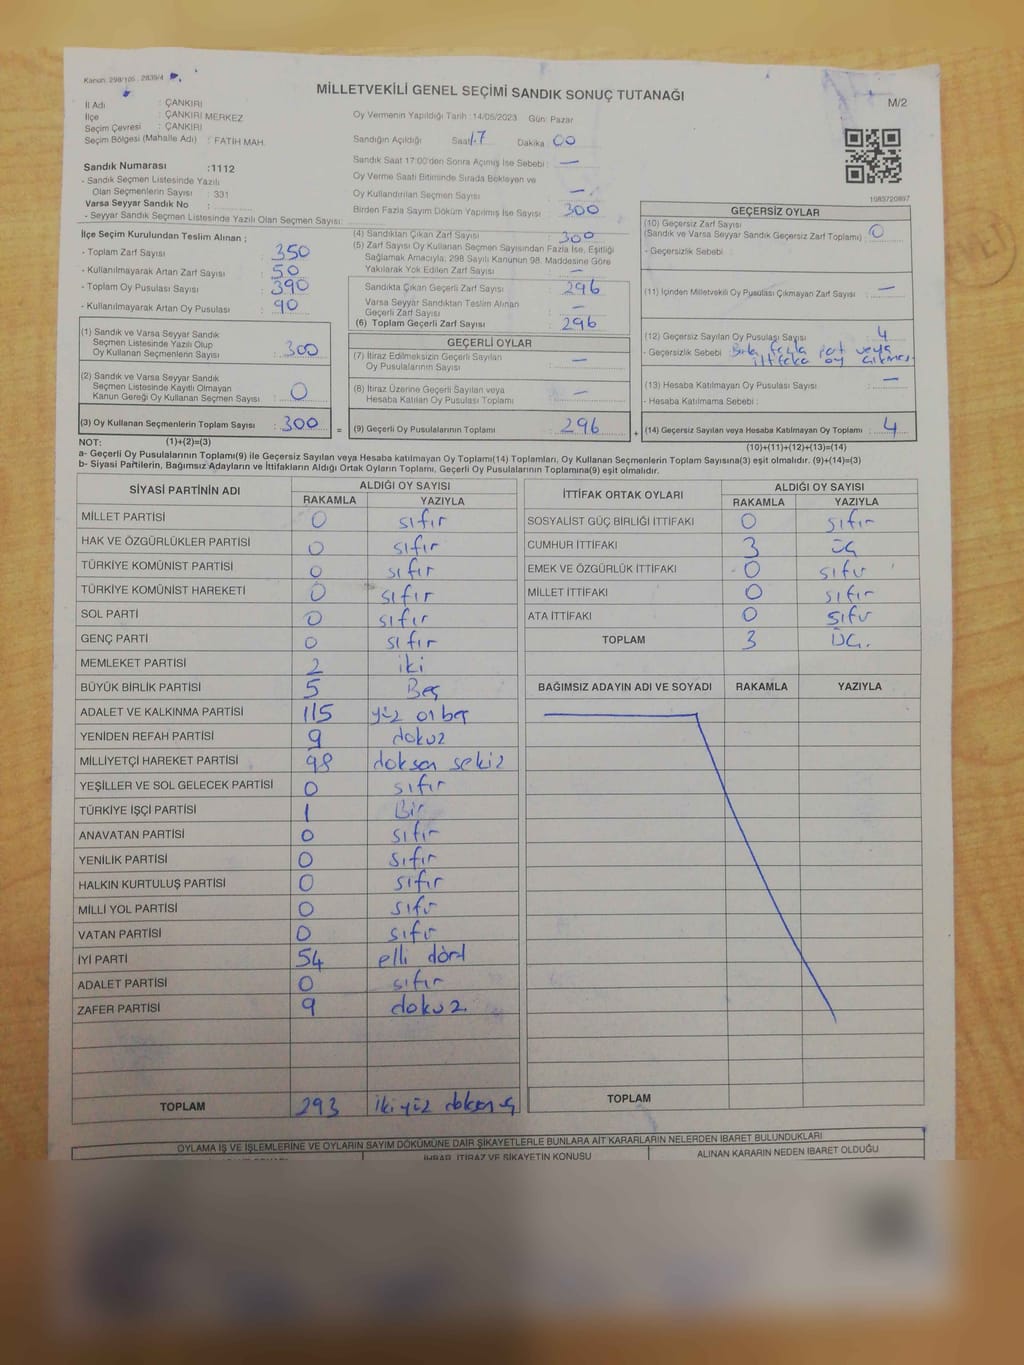 Kanun: 298/105 , 2839/4
MİLLETVEKİLİ GENEL SEÇİMİ SANDIK SONUÇ TUTANAĞI
M/2
İl Adı : ÇANKIRI
İlçe : ÇANKIRI MERKEZ
Seçim Çevresi : ÇANKIRI
Seçim Bölgesi (Mahalle Adı) : FATİH MAH.
Oy Vermenin Yapıldığı Tarih :14/05/2023 Gün: Pazar
Sandığın Açıldığı Saat 17 Dakika 00
Sandık Saat 17:00'den Sonra Açılmış İse Sebebi : —
Oy Verme Saati Bitiminde Sırada Bekleyen ve
Oy Kullandırılan Seçmen Sayısı —
Birden Fazla Sayım Döküm Yapılmış İse Sayısı 300
Sandık Numarası :1112
- Sandık Seçmen Listesinde Yazılı
Olan Seçmenlerin Sayısı : 331
Varsa Seyyar Sandık No :
- Seyyar Sandık Seçmen Listesinde Yazılı Olan Seçmen Sayısı:
1983720897
İlçe Seçim Kurulundan Teslim Alınan ;
- Toplam Zarf Sayısı : 350
- Kullanılmayarak Artan Zarf Sayısı : 50
- Toplam Oy Pusulası Sayısı : 390
- Kullanılmayarak Artan Oy Pusulası : 90
(4) Sandıktan Çıkan Zarf Sayısı : 300
(5) Zarf Sayısı Oy Kullanan Seçmen Sayısından Fazla İse, Eşitliği
Sağlamak Amacıyla, 298 Sayılı Kanunun 98. Maddesine Göre
Yakılarak Yok Edilen Zarf Sayısı : —
Sandıkta Çıkan Geçerli Zarf Sayısı : 296
Varsa Seyyar Sandıktan Teslim Alınan
Geçerli Zarf Sayısı : —
(6) Toplam Geçerli Zarf Sayısı : 296
GEÇERSİZ OYLAR
(10) Geçersiz Zarf Sayısı
(Sandık ve Varsa Seyyar Sandık Geçersiz Zarf Toplamı) : 0
- Geçersizlik Sebebi :
(11) İçinden Milletvekili Oy Pusulası Çıkmayan Zarf Sayısı : —
(12) Geçersiz Sayılan Oy Pusulası Sayısı : 4
- Geçersizlik Sebebi : Birden fazla parti veya
ittifaka oy
(13) Hesaba Katılmayan Oy Pusulası Sayısı : —
- Hesaba Katılmama Sebebi :
(14) Geçersiz Sayılan veya Hesaba Katılmayan Oy Toplamı : 4
(1) Sandık ve Varsa Seyyar Sandık
Seçmen Listesinde Yazılı Olup
Oy Kullanan Seçmenlerin Sayısı : 300
(2) Sandık ve Varsa Seyyar Sandık
Seçmen Listesinde Kayıtlı Olmayan
Kanun Gereği Oy Kullanan Seçmen Sayısı : 0
(3) Oy Kullanan Seçmenlerin Toplam Sayısı : 300
=
GEÇERLİ OYLAR
(7) İtiraz Edilmeksizin Geçerli Sayılan
Oy Pusulalarının Sayısı : —
(8) İtiraz Üzerine Geçerli Sayılan veya
Hesaba Katılan Oy Pusulası Toplamı : —
(9) Geçerli Oy Pusulalarının Toplamı : 296
+
NOT: (1)+(2)=(3) (10)+(11)+(12)+(13)=(14)
a- Geçerli Oy Pusulalarının Toplamı(9) ile Geçersiz Sayılan veya Hesaba katılmayan Oy Toplamı(14) Toplamları, Oy Kullanan Seçmenlerin Toplam Sayısına(3) eşit olmalıdır. (9)+(14)=(3)
b- Siyasi Partilerin, Bağımsız Adayların ve İttifakların Aldığı Ortak Oyların Toplamı, Geçerli Oy Pusulalarının Toplamına(9) eşit olmalıdır.
SİYASİ PARTİNİN ADI ALDIĞI OY SAYISI
RAKAMLA YAZIYLA
MİLLET PARTİSİ 0 sıfır
HAK VE ÖZGÜRLÜKLER PARTİSİ 0 sıfır
TÜRKİYE KOMÜNİST PARTİSİ 0 sıfır
TÜRKİYE KOMÜNİST HAREKETİ 0 sıfır
SOL PARTİ 0 sıfır
GENÇ PARTİ 0 sıfır
MEMLEKET PARTİSİ 2 iki
BÜYÜK BİRLİK PARTİSİ 5 Beş
ADALET VE KALKINMA PARTİSİ 115 yüz onbeş
YENİDEN REFAH PARTİSİ 9 dokuz
MİLLİYETÇİ HAREKET PARTİSİ 98 doksan sekiz
YEŞİLLER VE SOL GELECEK PARTİSİ 0 sıfır
TÜRKİYE İŞÇİ PARTİSİ 1 Bir
ANAVATAN PARTİSİ 0 sıfır
YENİLİK PARTİSİ 0 sıfır
HALKIN KURTULUŞ PARTİSİ 0 sıfır
MİLLİ YOL PARTİSİ 0 sıfır
VATAN PARTİSİ 0 sıfır
İYİ PARTİ 54 elli dört
ADALET PARTİSİ 0 sıfır
ZAFER PARTİSİ 9 dokuz
TOPLAM 293 ikiyüz doksan üç
İTTİFAK ORTAK OYLARI ALDIĞI OY SAYISI
RAKAMLA YAZIYLA
SOSYALİST GÜÇ BİRLİĞİ İTTİFAKI 0 sıfır
CUMHUR İTTİFAKI 3 üç
EMEK VE ÖZGÜRLÜK İTTİFAKI 0 sıfır
MİLLET İTTİFAKI 0 sıfır
ATA İTTİFAKI 0 sıfır
TOPLAM 3 üç.
BAĞIMSIZ ADAYIN ADI VE SOYADI RAKAMLA YAZIYLA
TOPLAM
OYLAMA İŞ VE İŞLEMLERİNE VE OYLARIN SAYIM DÖKÜMÜNE DAİR ŞİKAYETLERLE BUNLARA AİT KARARLARIN NELERDEN İBARET BULUNDUKLARI
İHBAR, İTİRAZ VE ŞİKAYETİN KONUSU ALINAN KARARIN NEDEN İBARET OLDUĞU